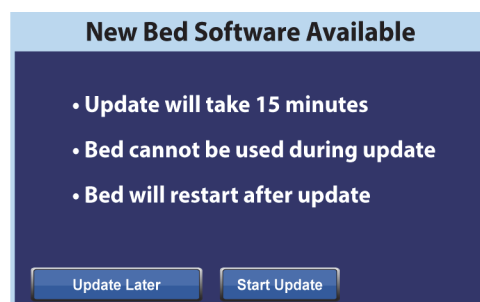 New Bed Software Available
• Update will take 15 minutes
• Bed cannot be used during update
• Bed will restart after update
Update Later
Start Update